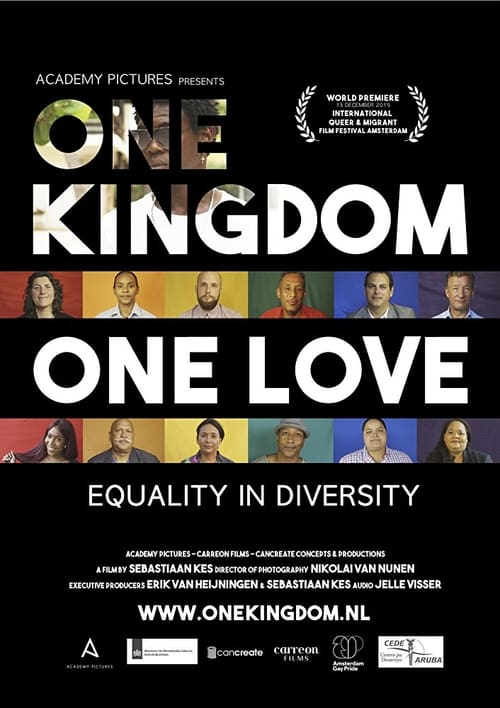 ACADEMY PICTURES PRESENTS
WORLD PREMIERE
13 DECEMBER 2015
INTERNATIONAL
QUEER & MIGRANT
FILM FESTIVAL AMSTERDAM
ONE
KINGDOM
ONE LOVE
EQUALITY IN DIVERSITY
ACADEMY PICTURES – CARREON FILMS – CANCREATE CONCEPTS & PRODUCTIONS
A FILM BY SEBASTIAAN KES DIRECTOR OF PHOTOGRAPHY NIKOLAI VAN NUNEN
EXECUTIVE PRODUCERS ERIK VAN HEIJNINGEN & SEBASTIAAN KES AUDIO JELLE VISSER
WWW.ONEKINGDOM.NL
A
ACADEMY PICTURES
cancreate
carreon
FILMS
Amsterdam
Gay Pride
CEDE
Centro pa
Desaroyo
ARUBA